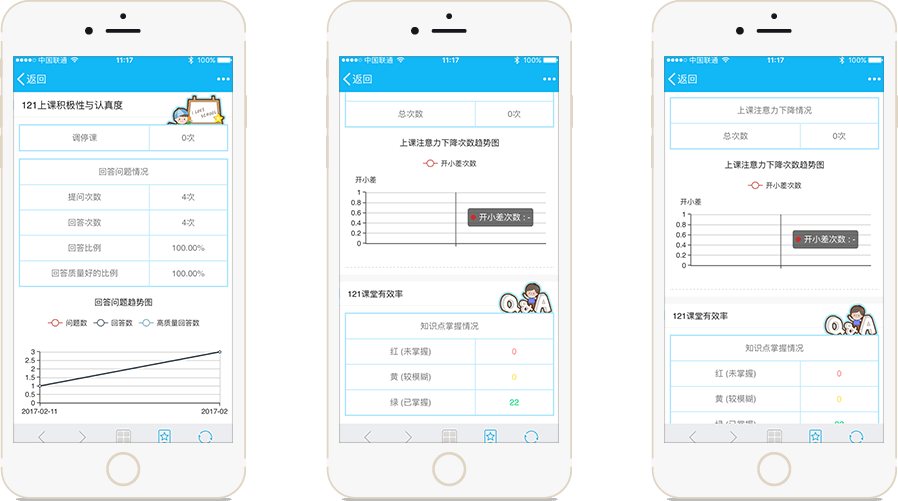 中国联通 11:17 100%
返回
121上课积极性与认真度
调停课 0次
回答问题情况
提问次数 4次
回答次数 4次
回答比例 100.00%
回答质量好的比例 100.00%
回答问题趋势图
问题数 回答数 高质量回答数
3
2.5
2
1.5
1
0.5
0
2017-02-11 2017-02
中国联通 11:17 100%
返回
总次数 0次
上课注意力下降次数趋势图
开小差次数
开小差
1
0.8
0.6
0.4
0.2
0
开小差次数 : -
121课堂有效率
Q&A
知识点掌握情况
红 (未掌握) 0
黄 (较模糊) 0
绿 (已掌握) 22
中国联通 11:17 100%
返回
上课注意力下降情况
总次数 0次
上课注意力下降次数趋势图
开小差次数
开小差
1
0.8
0.6
0.4
0.2
0
开小差次数 : -
121课堂有效率
Q&A
知识点掌握情况
红 (未掌握) 0
黄 (较模糊) 0
绿 (已掌握) 22